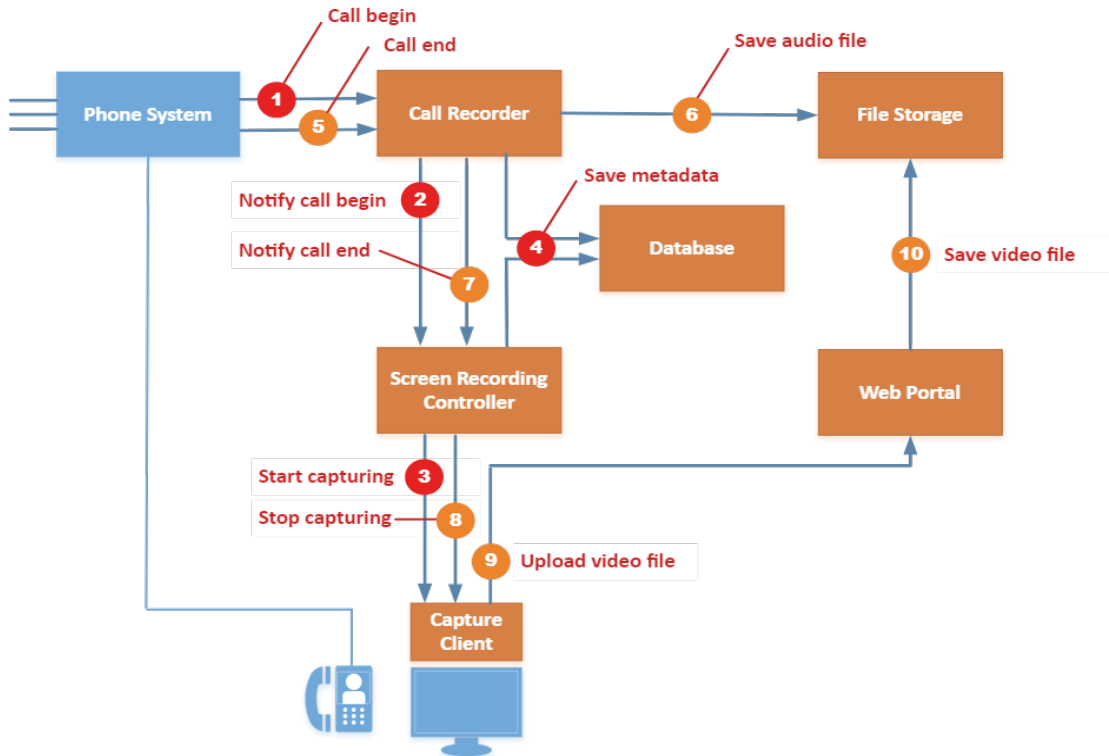 Call begin
Call end
Save audio file
Phone System
1
5
Call Recorder
6
File Storage
Notify call begin
2
Save metadata
Notify call end
4
Database
7
10
Save video file
Screen Recording
Controller
Web Portal
Start capturing
3
Stop capturing
8
9
Upload video file
Capture
Client